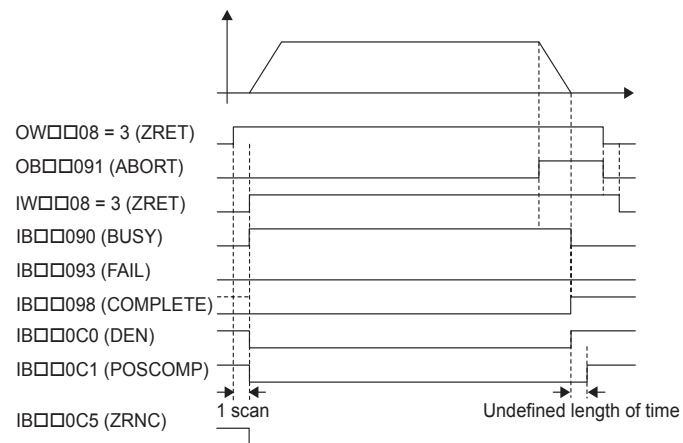 OW□□08 = 3 (ZRET)
OB□□091 (ABORT)
IW□□08 = 3 (ZRET)
IB□□090 (BUSY)
IB□□093 (FAIL)
IB□□098 (COMPLETE)
IB□□0C0 (DEN)
IB□□0C1 (POSCOMP)
1 scan
Undefined length of time
IB□□0C5 (ZRNC)